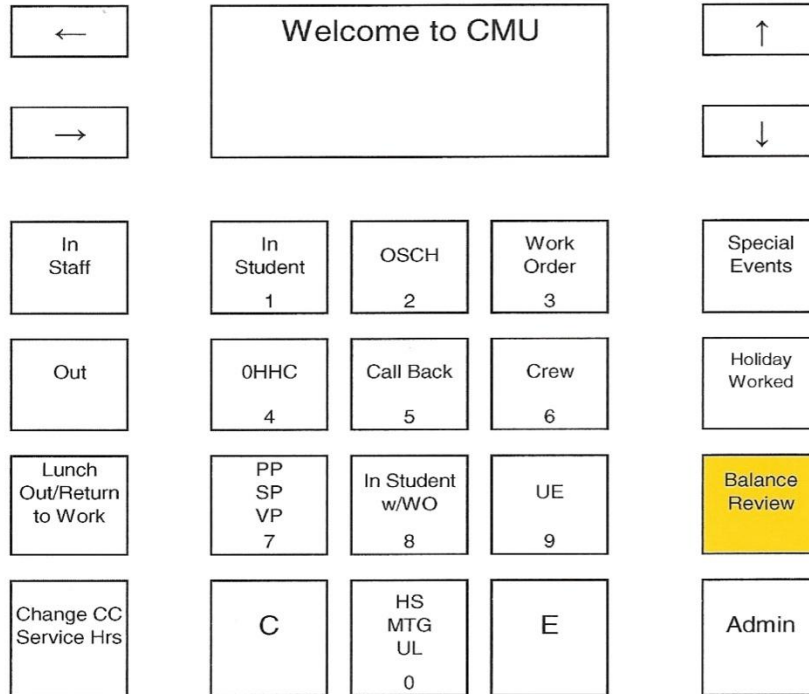 ←
Welcome to CMU
↑
→
↓
In
Staff
In
Student
1
OSCH
2
Work
Order
3
Special
Events
Out
0HHC
4
Call Back
5
Crew
6
Holiday
Worked
Lunch
Out/Return
to Work
PP
SP
VP
7
In Student
w/WO
8
UE
9
Balance
Review
Change CC
Service Hrs
C
HS
MTG
UL
0
E
Admin